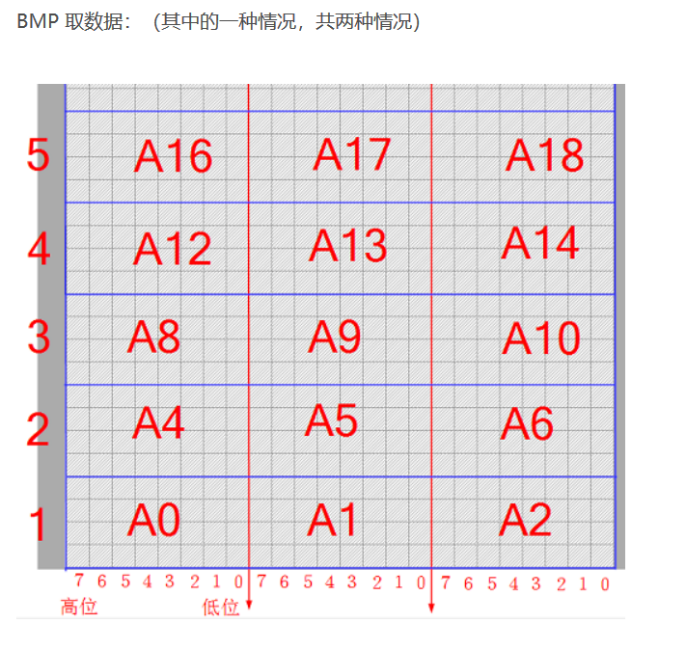 BMP 取数据：（其中的一种情况，共两种情况）
5 A16 A17 A18
4 A12 A13 A14
3 A8 A9 A10
2 A4 A5 A6
1 A0 A1 A2
7 6 5 4 3 2 1 0 7 6 5 4 3 2 1 0 7 6 5 4 3 2 1 0
高位 低位